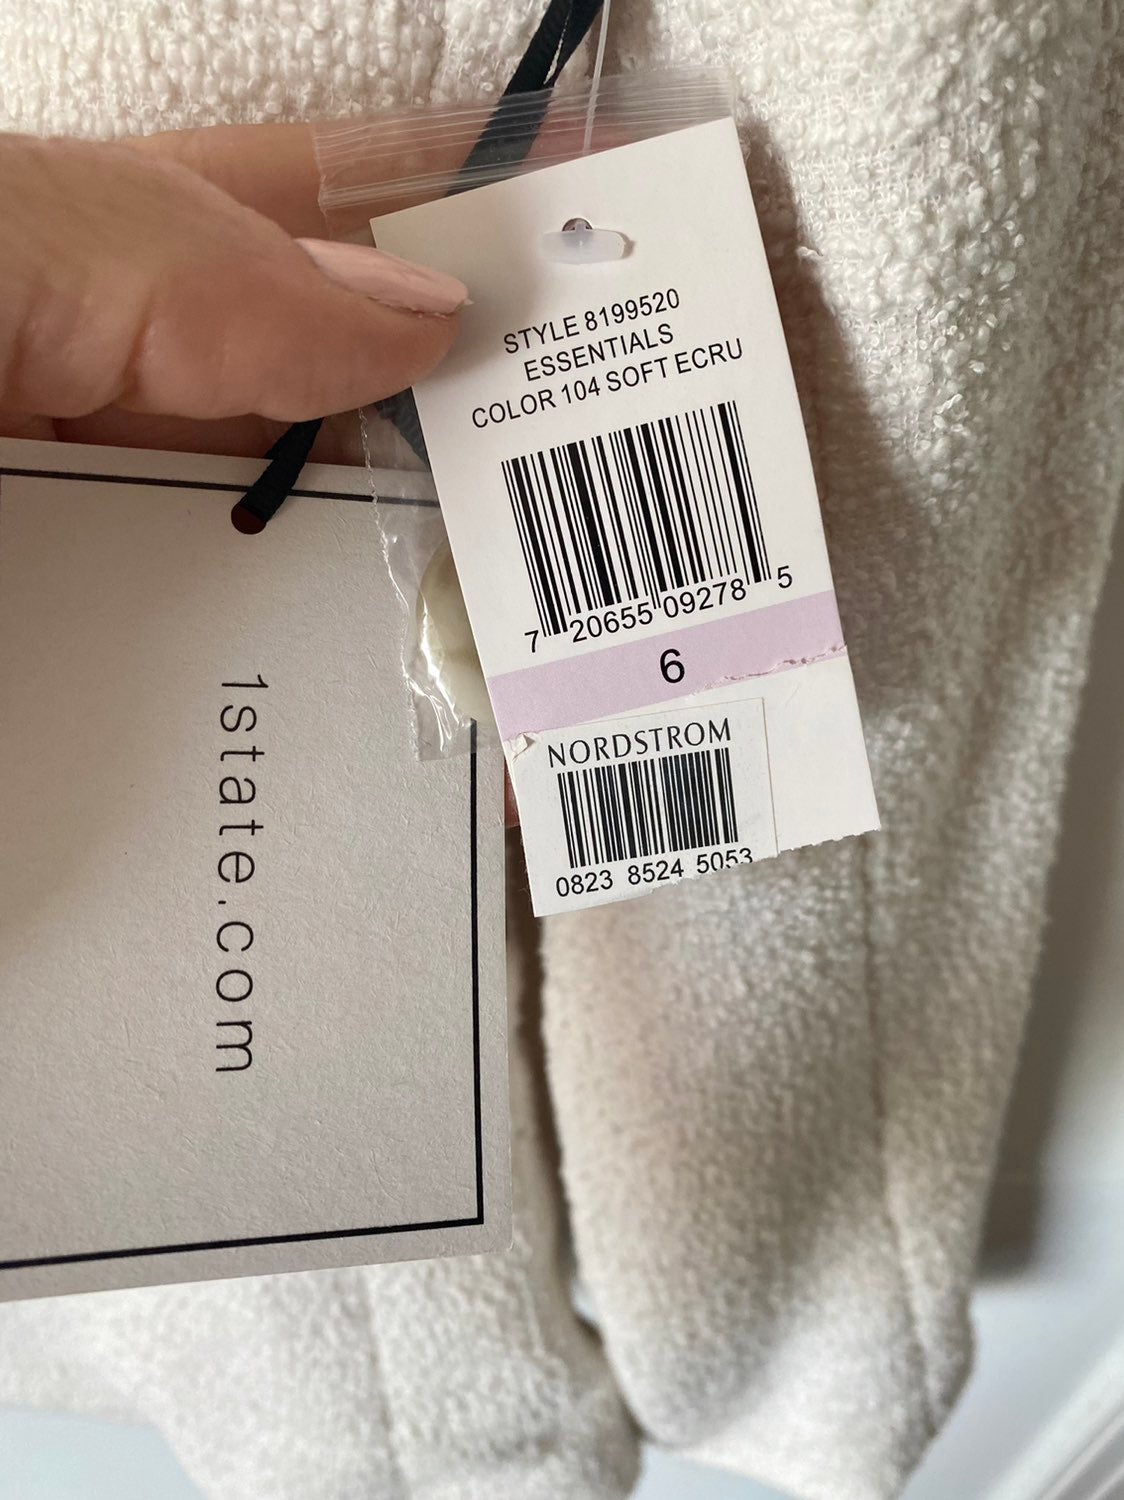 STYLE 8199520
ESSENTIALS
COLOR 104 SOFT ECRU
7 20655 09278 5
6
NORDSTROM
0823 8524 5053
1state.com